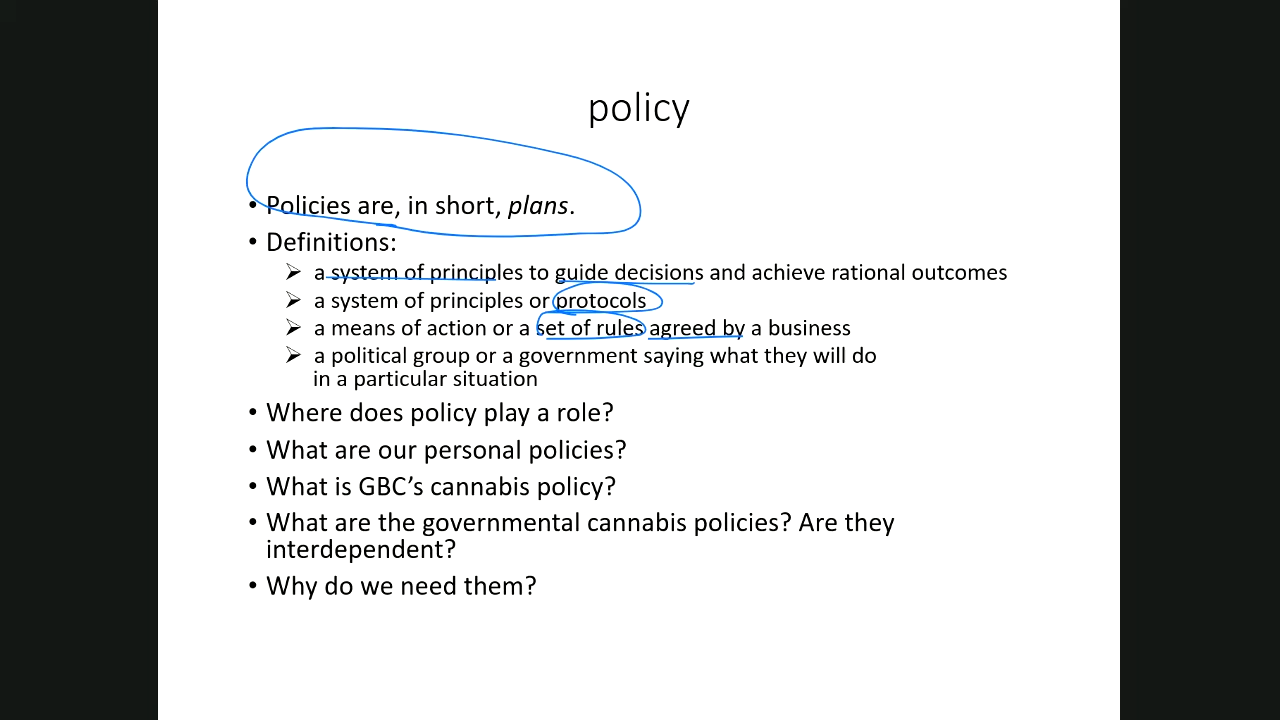 policy
• Policies are, in short, plans.
• Definitions:
➢ a system of principles to guide decisions and achieve rational outcomes
➢ a system of principles or protocols
➢ a means of action or a set of rules agreed by a business
➢ a political group or a government saying what they will do
in a particular situation
• Where does policy play a role?
• What are our personal policies?
• What is GBC’s cannabis policy?
• What are the governmental cannabis policies? Are they
interdependent?
• Why do we need them?